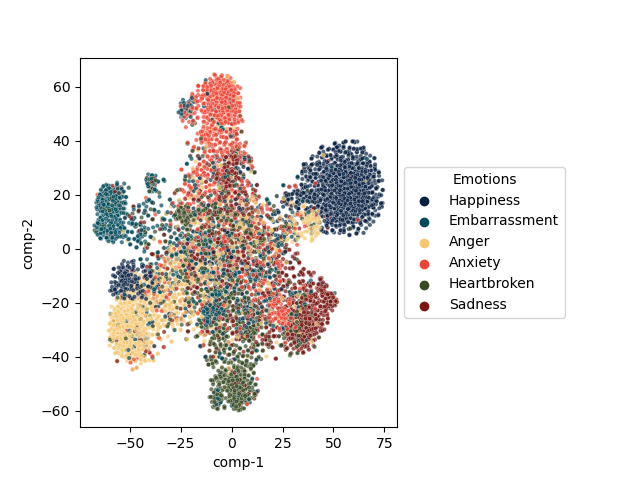 60
40
20
0
−20
−40
−60
comp-2
−50
−25
0
25
50
75
comp-1
Emotions
Happiness
Embarrassment
Anger
Anxiety
Heartbroken
Sadness